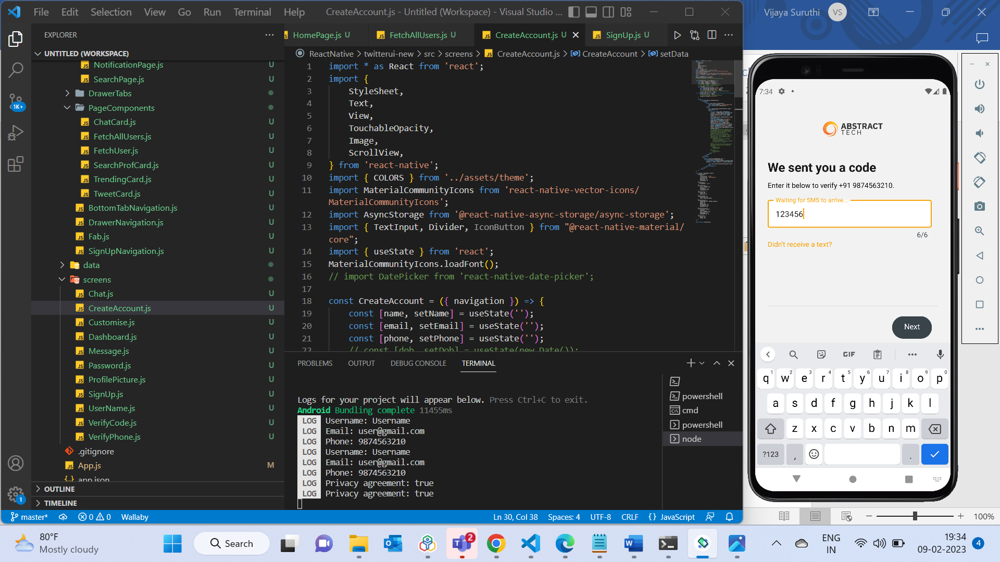 File Edit Selection View Go Run Terminal Help
CreateAccount.js - Untitled (Workspace) - Visual Studio ...
Vijaya Suruthi VS
EXPLORER
UNTITLED (WORKSPACE)
NotificationPage.js U
SearchPage.js U
DrawerTabs
PageComponents
ChatCard.js U
FetchAllUsers.js U
FetchUser.js U
SearchProfCard.js U
TrendingCard.js U
TweetCard.js U
BottomTabNavigation.js U
DrawerNavigation.js U
Fab.js U
SignUpNavigation.js U
data
screens
Chat.js U
CreateAccount.js U
Customise.js U
Dashboard.js U
Message.js U
Password.js U
ProfilePicture.js U
SignUp.js U
UserName.js U
VerifyCode.js U
VerifyPhone.js U
.gitignore
App.js M
app.json
OUTLINE
TIMELINE
1K+
1
HomePage.js U FetchAllUsers.js U CreateAccount.js U SignUp.js U
ReactNative > twitterui-new > src > screens > CreateAccount.js > CreateAccount > setData
1 import * as React from 'react';
2 import {
3 StyleSheet,
4 Text,
5 View,
6 TouchableOpacity,
7 Image,
8 ScrollView,
9 } from 'react-native';
10 import { COLORS } from '../assets/theme';
11 import MaterialCommunityIcons from 'react-native-vector-icons/
MaterialCommunityIcons';
12 import AsyncStorage from '@react-native-async-storage/async-storage';
13 import { TextInput, Divider, IconButton } from "@react-native-material/
core";
14 import { useState } from 'react';
15 MaterialCommunityIcons.loadFont();
16 // import DatePicker from 'react-native-date-picker';
17
18 const CreateAccount = ({ navigation }) => {
19 const [name, setName] = useState('');
20 const [email, setEmail] = useState('');
21 const [phone, setPhone] = useState('');
22 // const [dob, setDob] = useState(new Date());
PROBLEMS OUTPUT DEBUG CONSOLE TERMINAL
Logs for your project will appear below. Press Ctrl+C to exit.
Android Bundling complete 11455ms
LOG Username: Username
LOG Email: user@gmail.com
LOG Phone: 9874563210
LOG Username: Username
LOG Email: user@gmail.com
LOG Phone: 9874563210
LOG Privacy agreement: true
LOG Privacy agreement: true
powershell
cmd
powershell
node
master* 0 0 Wallaby
Ln 30, Col 38 Spaces: 4 UTF-8 CRLF {} JavaScript
7:34
ABSTRACT
TECH
We sent you a code
Enter it below to verify +91 9874563210.
Waiting for SMS to arrive...
123456
6/6
Didn't receive a text?
Next
GIF
q1 w2 e3 r4 t5 y6 u7 i8 o9 p0
a s d f g h j k l
z x c v b n m
?123 , .
100%
80°F
Mostly cloudy
Search
2
ENG
IN
19:34
09-02-2023
4